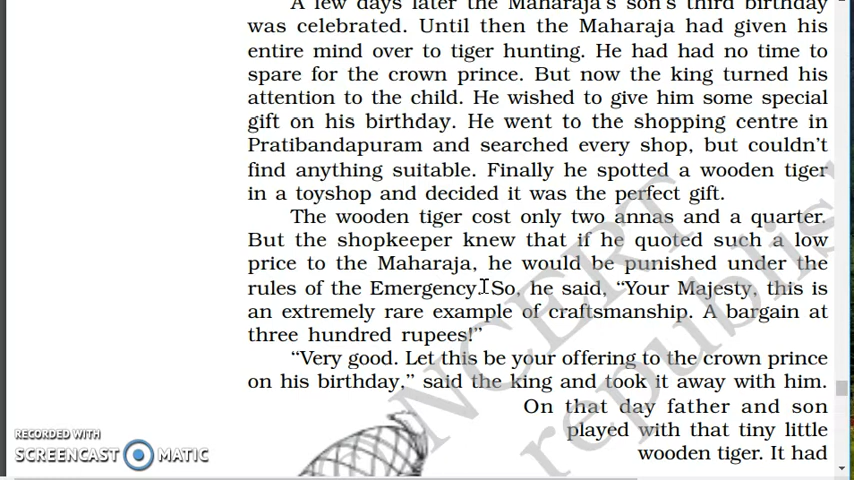 A few days later the Maharaja's son's third birthday
was celebrated. Until then the Maharaja had given his
entire mind over to tiger hunting. He had had no time to
spare for the crown prince. But now the king turned his
attention to the child. He wished to give him some special
gift on his birthday. He went to the shopping centre in
Pratibandapuram and searched every shop, but couldn't
find anything suitable. Finally he spotted a wooden tiger
in a toyshop and decided it was the perfect gift.
The wooden tiger cost only two annas and a quarter.
But the shopkeeper knew that if he quoted such a low
price to the Maharaja, he would be punished under the
rules of the Emergency. So, he said, “Your Majesty, this is
an extremely rare example of craftsmanship. A bargain at
three hundred rupees!”
“Very good. Let this be your offering to the crown prince
on his birthday,” said the king and took it away with him.
On that day father and son
played with that tiny little
wooden tiger. It had
NCERT
republis
RECORDED WITH
SCREENCAST MATIC